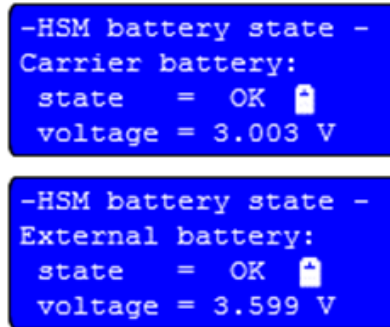 -HSM battery state -
Carrier battery:
state = OK
voltage = 3.003 V
-HSM battery state -
External battery:
state = OK
voltage = 3.599 V